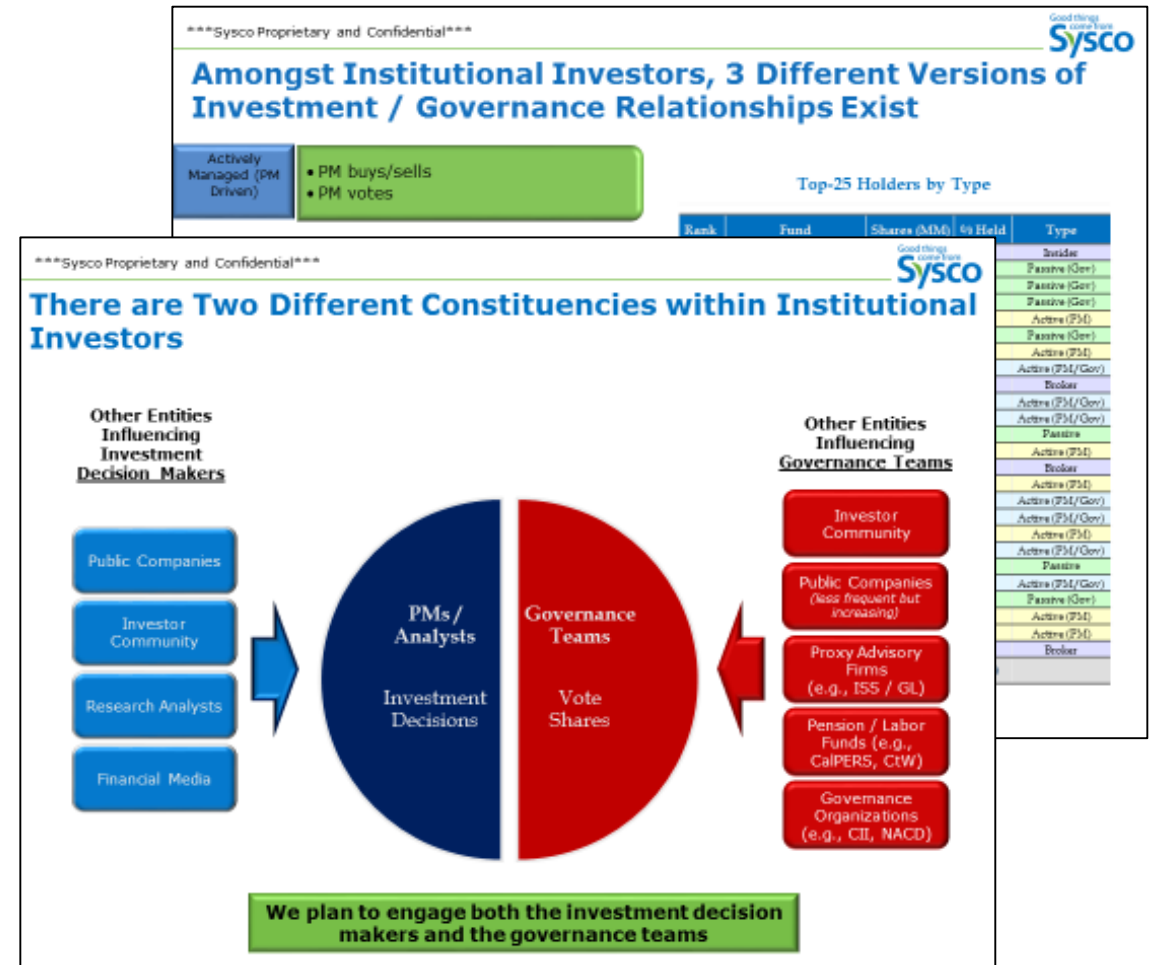 ***Sysco Proprietary and Confidential***
Good things
come from
Sysco
Amongst Institutional Investors, 3 Different Versions of
Investment / Governance Relationships Exist
Actively
Managed (PM
Driven)
• PM buys/sells
• PM votes
Top-25 Holders by Type
Rank Fund Shares (MM) % Held Type
Insider
Passive (Gov)
Passive (Gov)
Passive (Gov)
Active (PM)
Passive (Gov)
Active (PM)
Active (PM/Gov)
Broker
Active (PM/Gov)
Active (PM/Gov)
Passive
Active (PM)
Broker
Active (PM)
Active (PM/Gov)
Active (PM/Gov)
Active (PM)
Active (PM/Gov)
Passive
Active (PM/Gov)
Passive (Gov)
Active (PM)
Active (PM)
Broker
***Sysco Proprietary and Confidential***
Good things
come from
Sysco
There are Two Different Constituencies within Institutional
Investors
Other Entities
Influencing
Investment
Decision Makers
Public Companies
Investor
Community
Research Analysts
Financial Media
PMs/
Analysts
Investment
Decisions
Governance
Teams
Vote
Shares
Other Entities
Influencing
Governance Teams
Investor
Community
Public Companies
(less frequent but
increasing)
Proxy Advisory
Firms
(e.g., ISS / GL)
Pension / Labor
Funds (e.g.,
CalPERS, CtW)
Governance
Organizations
(e.g., CII, NACD)
We plan to engage both the investment decision
makers and the governance teams